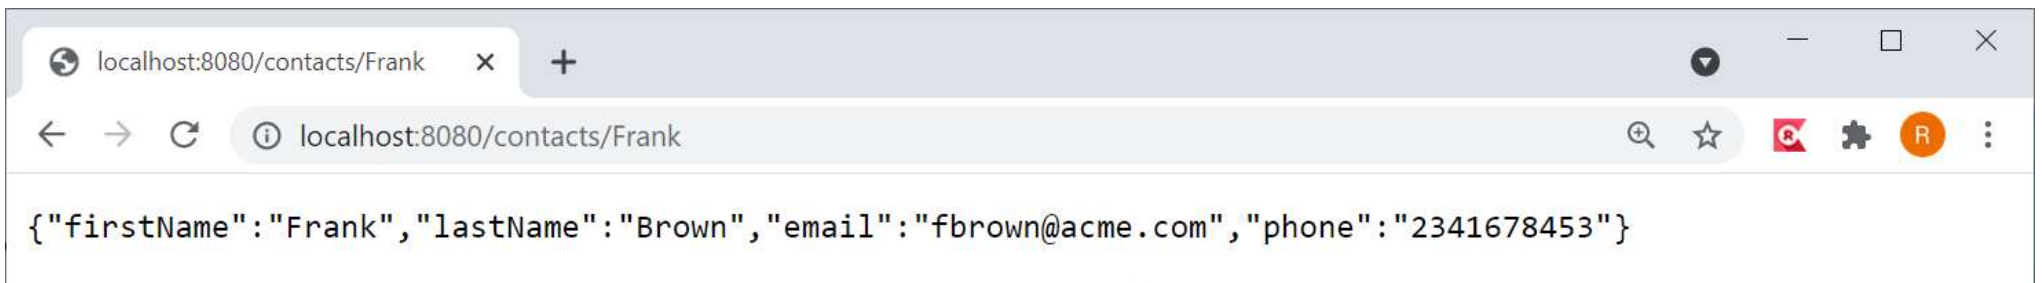 localhost:8080/contacts/Frank
localhost:8080/contacts/Frank
R
R
{"firstName":"Frank","lastName":"Brown","email":"fbrown@acme.com","phone":"2341678453"}